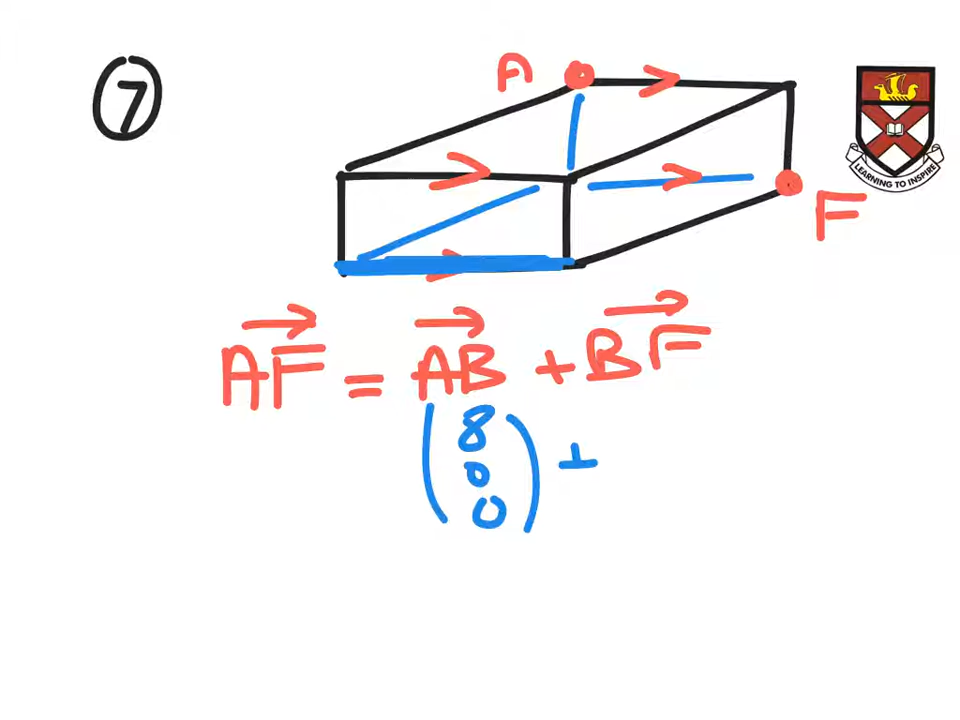 7
A
F
LEARNING TO INSPIRE
AF = AB + BF
8 +
0
0